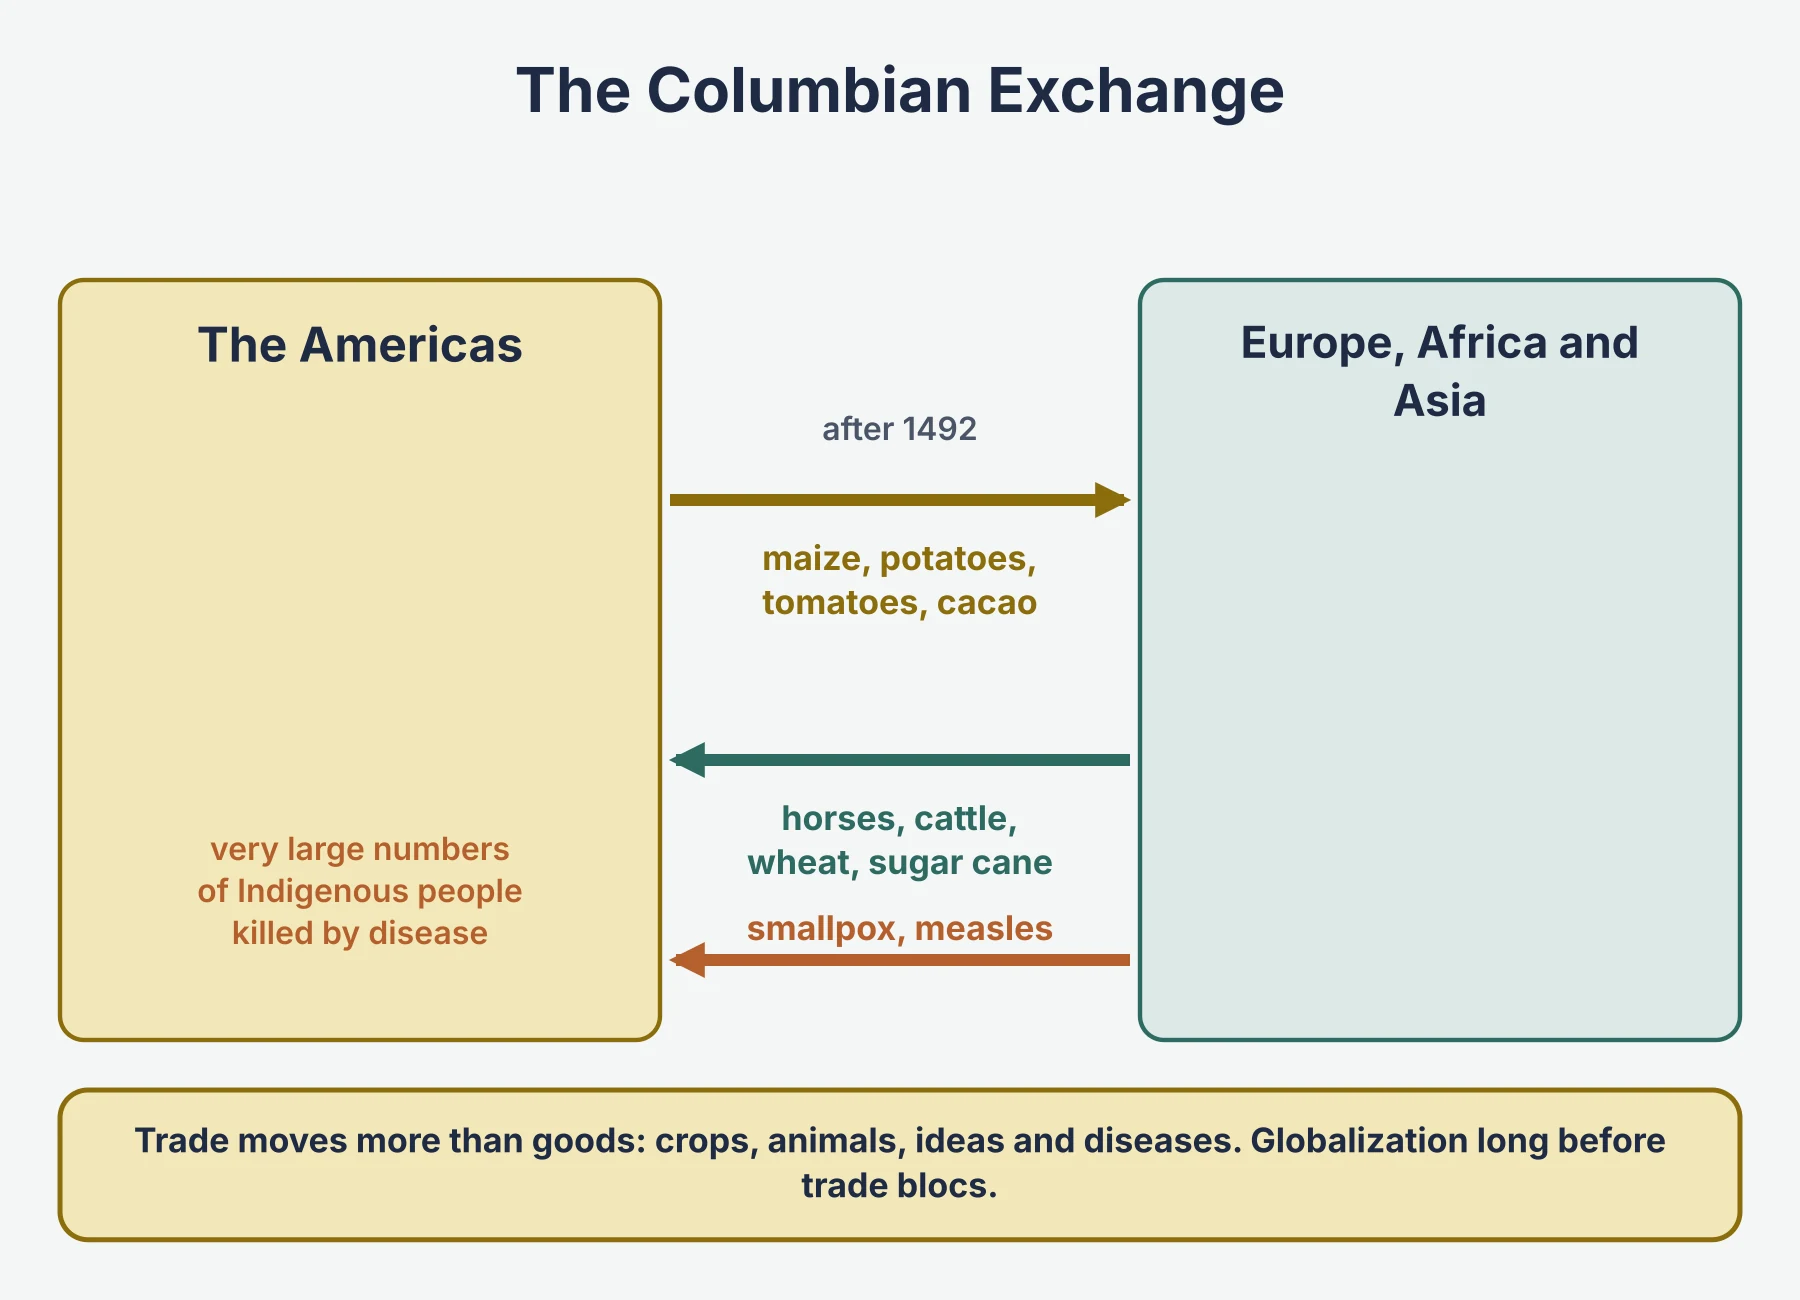 The Columbian Exchange
The Americas
Europe, Africa and
Asia
after 1492
maize, potatoes,
tomatoes, cacao
horses, cattle,
wheat, sugar cane
very large numbers
of Indigenous people
killed by disease
smallpox, measles
Trade moves more than goods: crops, animals, ideas and diseases. Globalization long before
trade blocs.